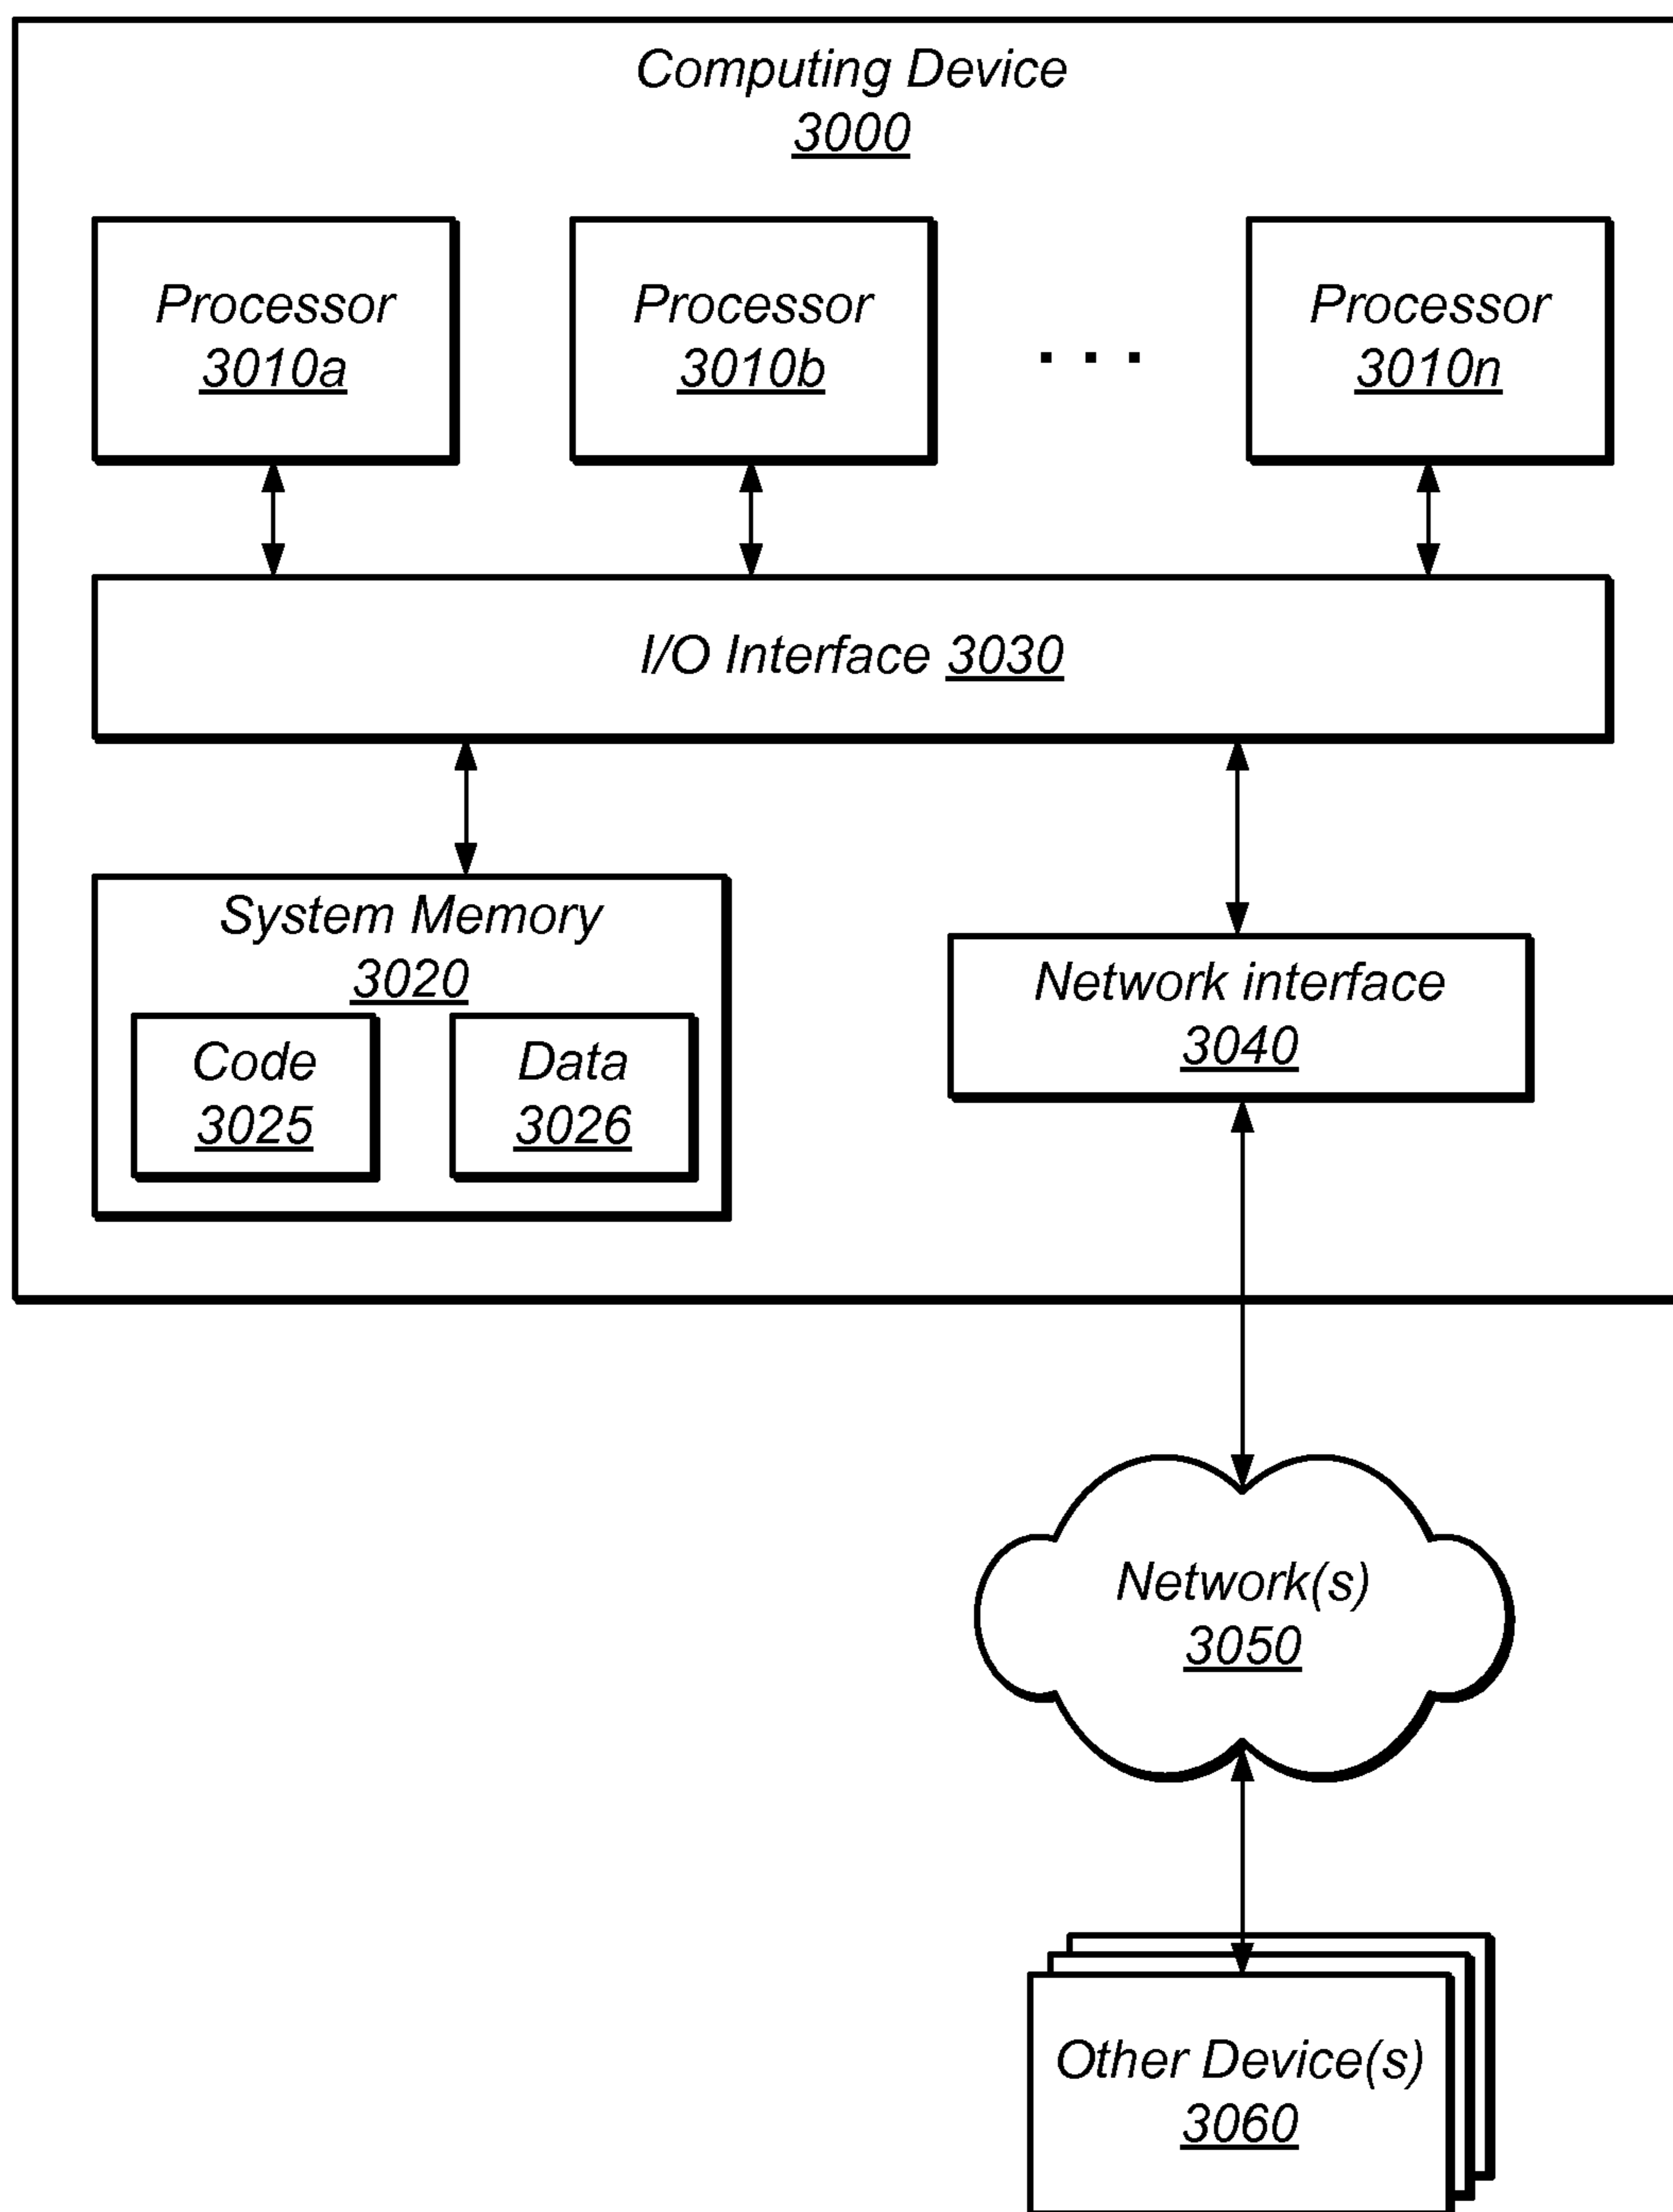 Computing Device
3000
Processor
3010a
Processor
3010b
. . .
Processor
3010n
I/O Interface 3030
System Memory
3020
Code
3025
Data
3026
Network interface
3040
Network(s)
3050
Other Device(s)
3060